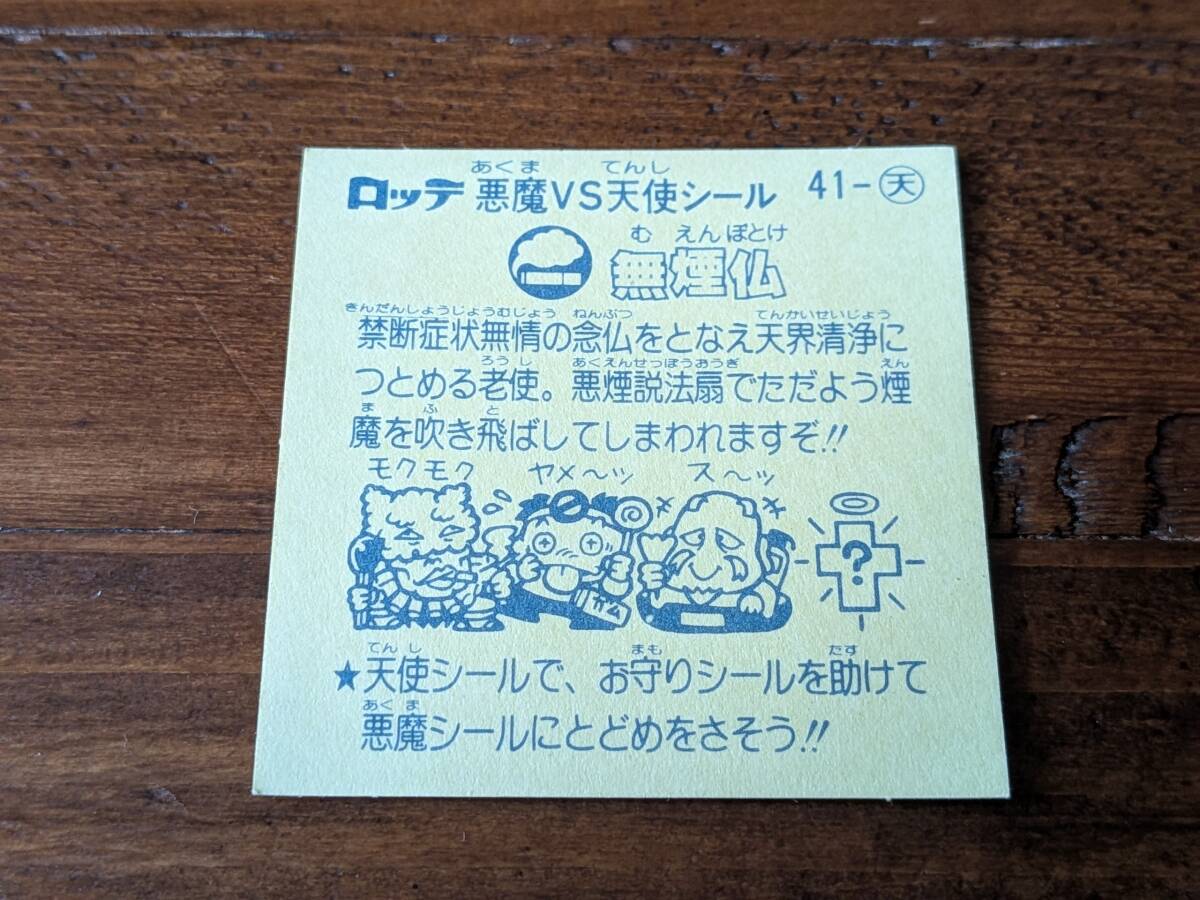 あくま てんし
ロッテ 悪魔VS天使シール 41-天
む えん ぼとけ
無煙仏
きんだんしょうじょうむじょう ねんぶつ てんかいせいじょう
禁断症状無情の念仏をとなえ天界清浄に
ろうし あくえんせっぽうおうぎ えん
つとめる老使。悪煙説法扇でただよう煙
ま ふ と
魔を吹き飛ばしてしまわれますぞ!!
モクモク ヤメ〜ッ ス〜ッ
ガム ?
てんし まも たす
★天使シールで、お守りシールを助けて
あくま
悪魔シールにとどめをさそう!!